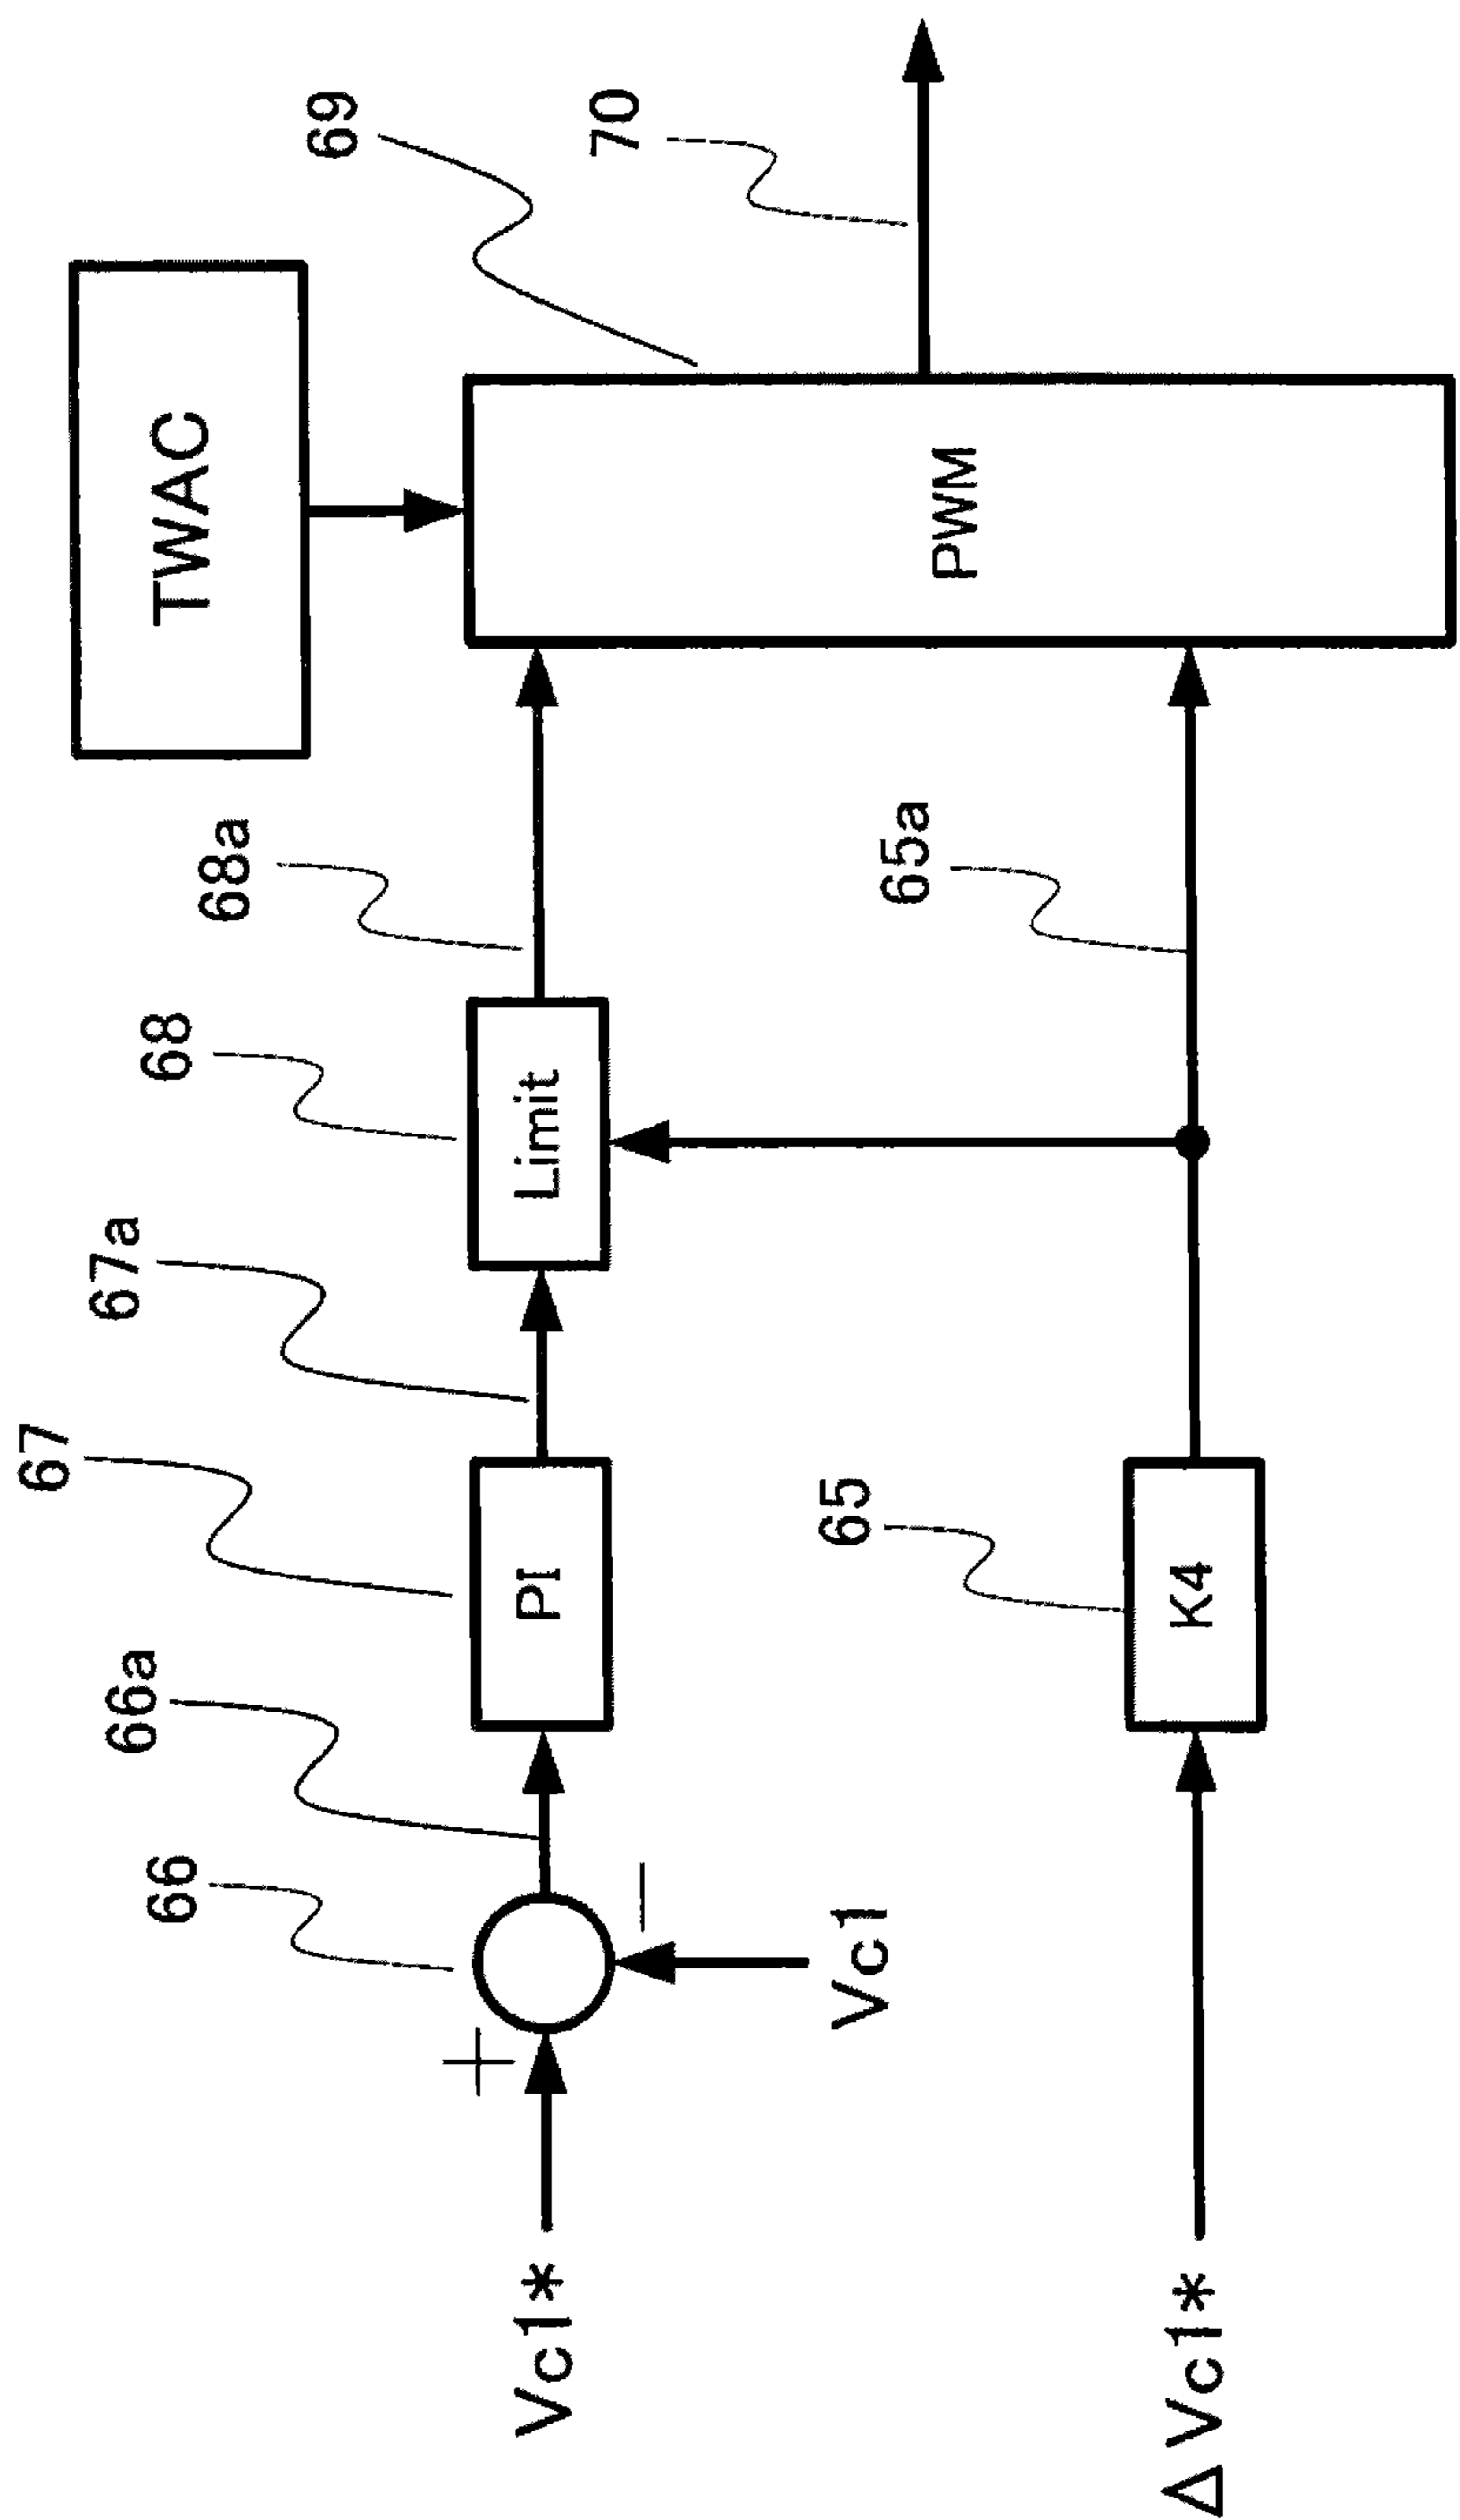 69
70
TWAC
PWM
68a
65a
68
Limit
67a
67
PI
65
K4
66a
66
+
—
Vc1
Vc1*
ΔVc1*